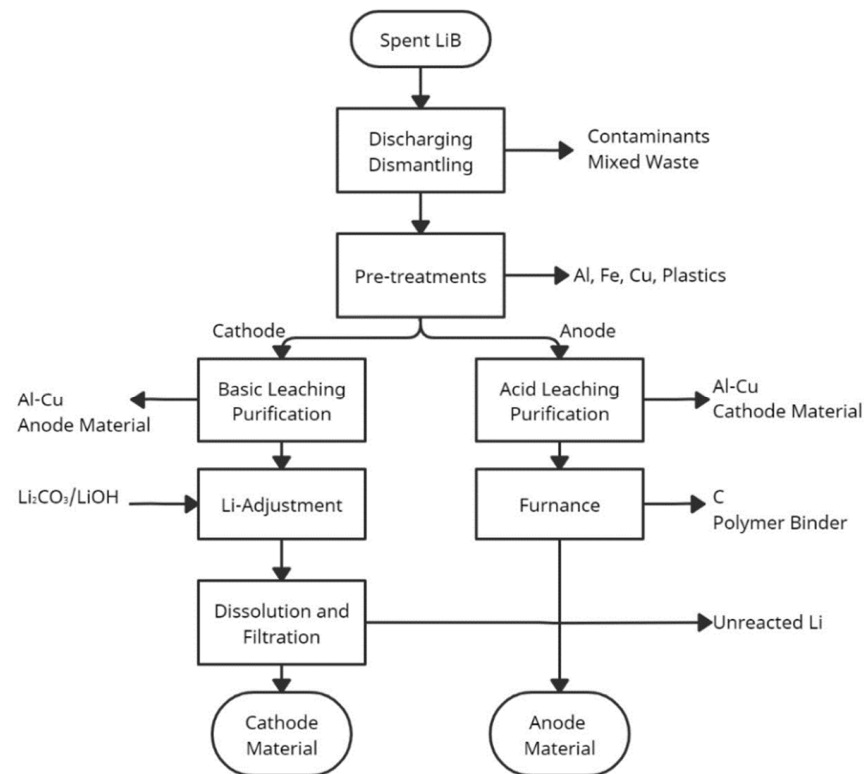 Spent LiB
Discharging
Dismantling
Contaminants
Mixed Waste
Pre-treatments
Al, Fe, Cu, Plastics
Cathode
Anode
Al-Cu
Anode Material
Basic Leaching
Purification
Acid Leaching
Purification
Al-Cu
Cathode Material
Li₂CO₃/LiOH
Li-Adjustment
Furnance
C
Polymer Binder
Dissolution and
Filtration
Unreacted Li
Cathode
Material
Anode
Material